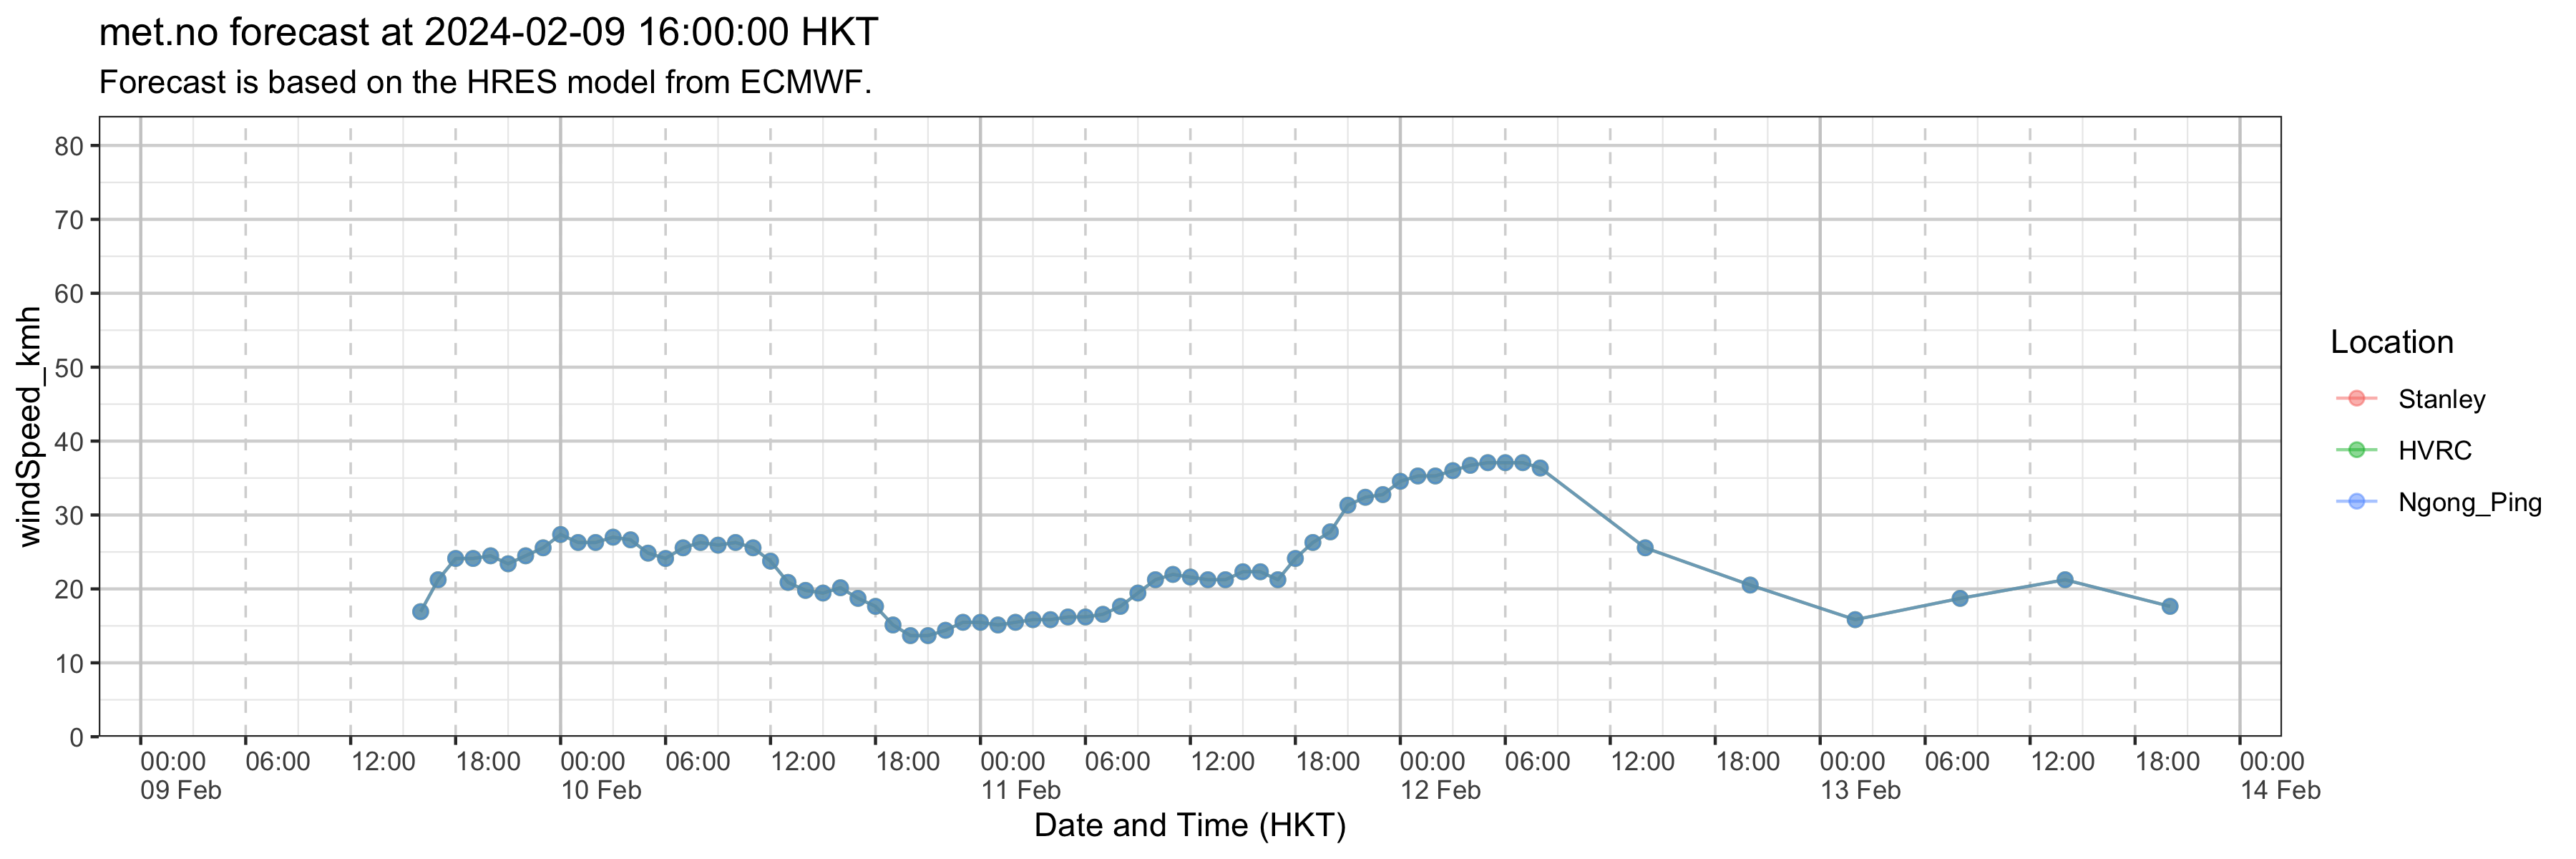 met.no forecast at 2024-02-09 16:00:00 HKT
Forecast is based on the HRES model from ECMWF.
windSpeed_kmh
80
70
60
50
40
30
20
10
0
00:00 06:00 12:00 18:00 00:00 06:00 12:00 18:00 00:00 06:00 12:00 18:00 00:00 06:00 12:00 18:00 00:00 06:00 12:00 18:00 00:00
09 Feb 10 Feb 11 Feb 12 Feb 13 Feb 14 Feb
Date and Time (HKT)
Location
Stanley
HVRC
Ngong_Ping